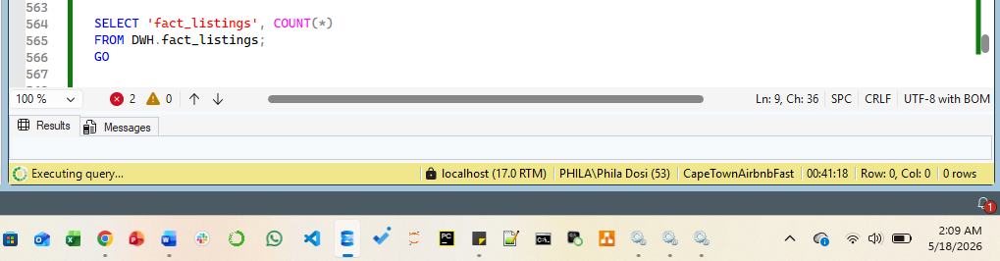 563
564 SELECT 'fact_listings', COUNT(*)
565 FROM DWH.fact_listings;
566 GO
567
100 % 2 0 Ln: 9, Ch: 36 SPC CRLF UTF-8 with BOM
Results Messages
Executing query... localhost (17.0 RTM) PHILA\Phila Dosi (53) CapeTownAirbnbFast 00:41:18 Row: 0, Col: 0 0 rows
1
2:09 AM
5/18/2026